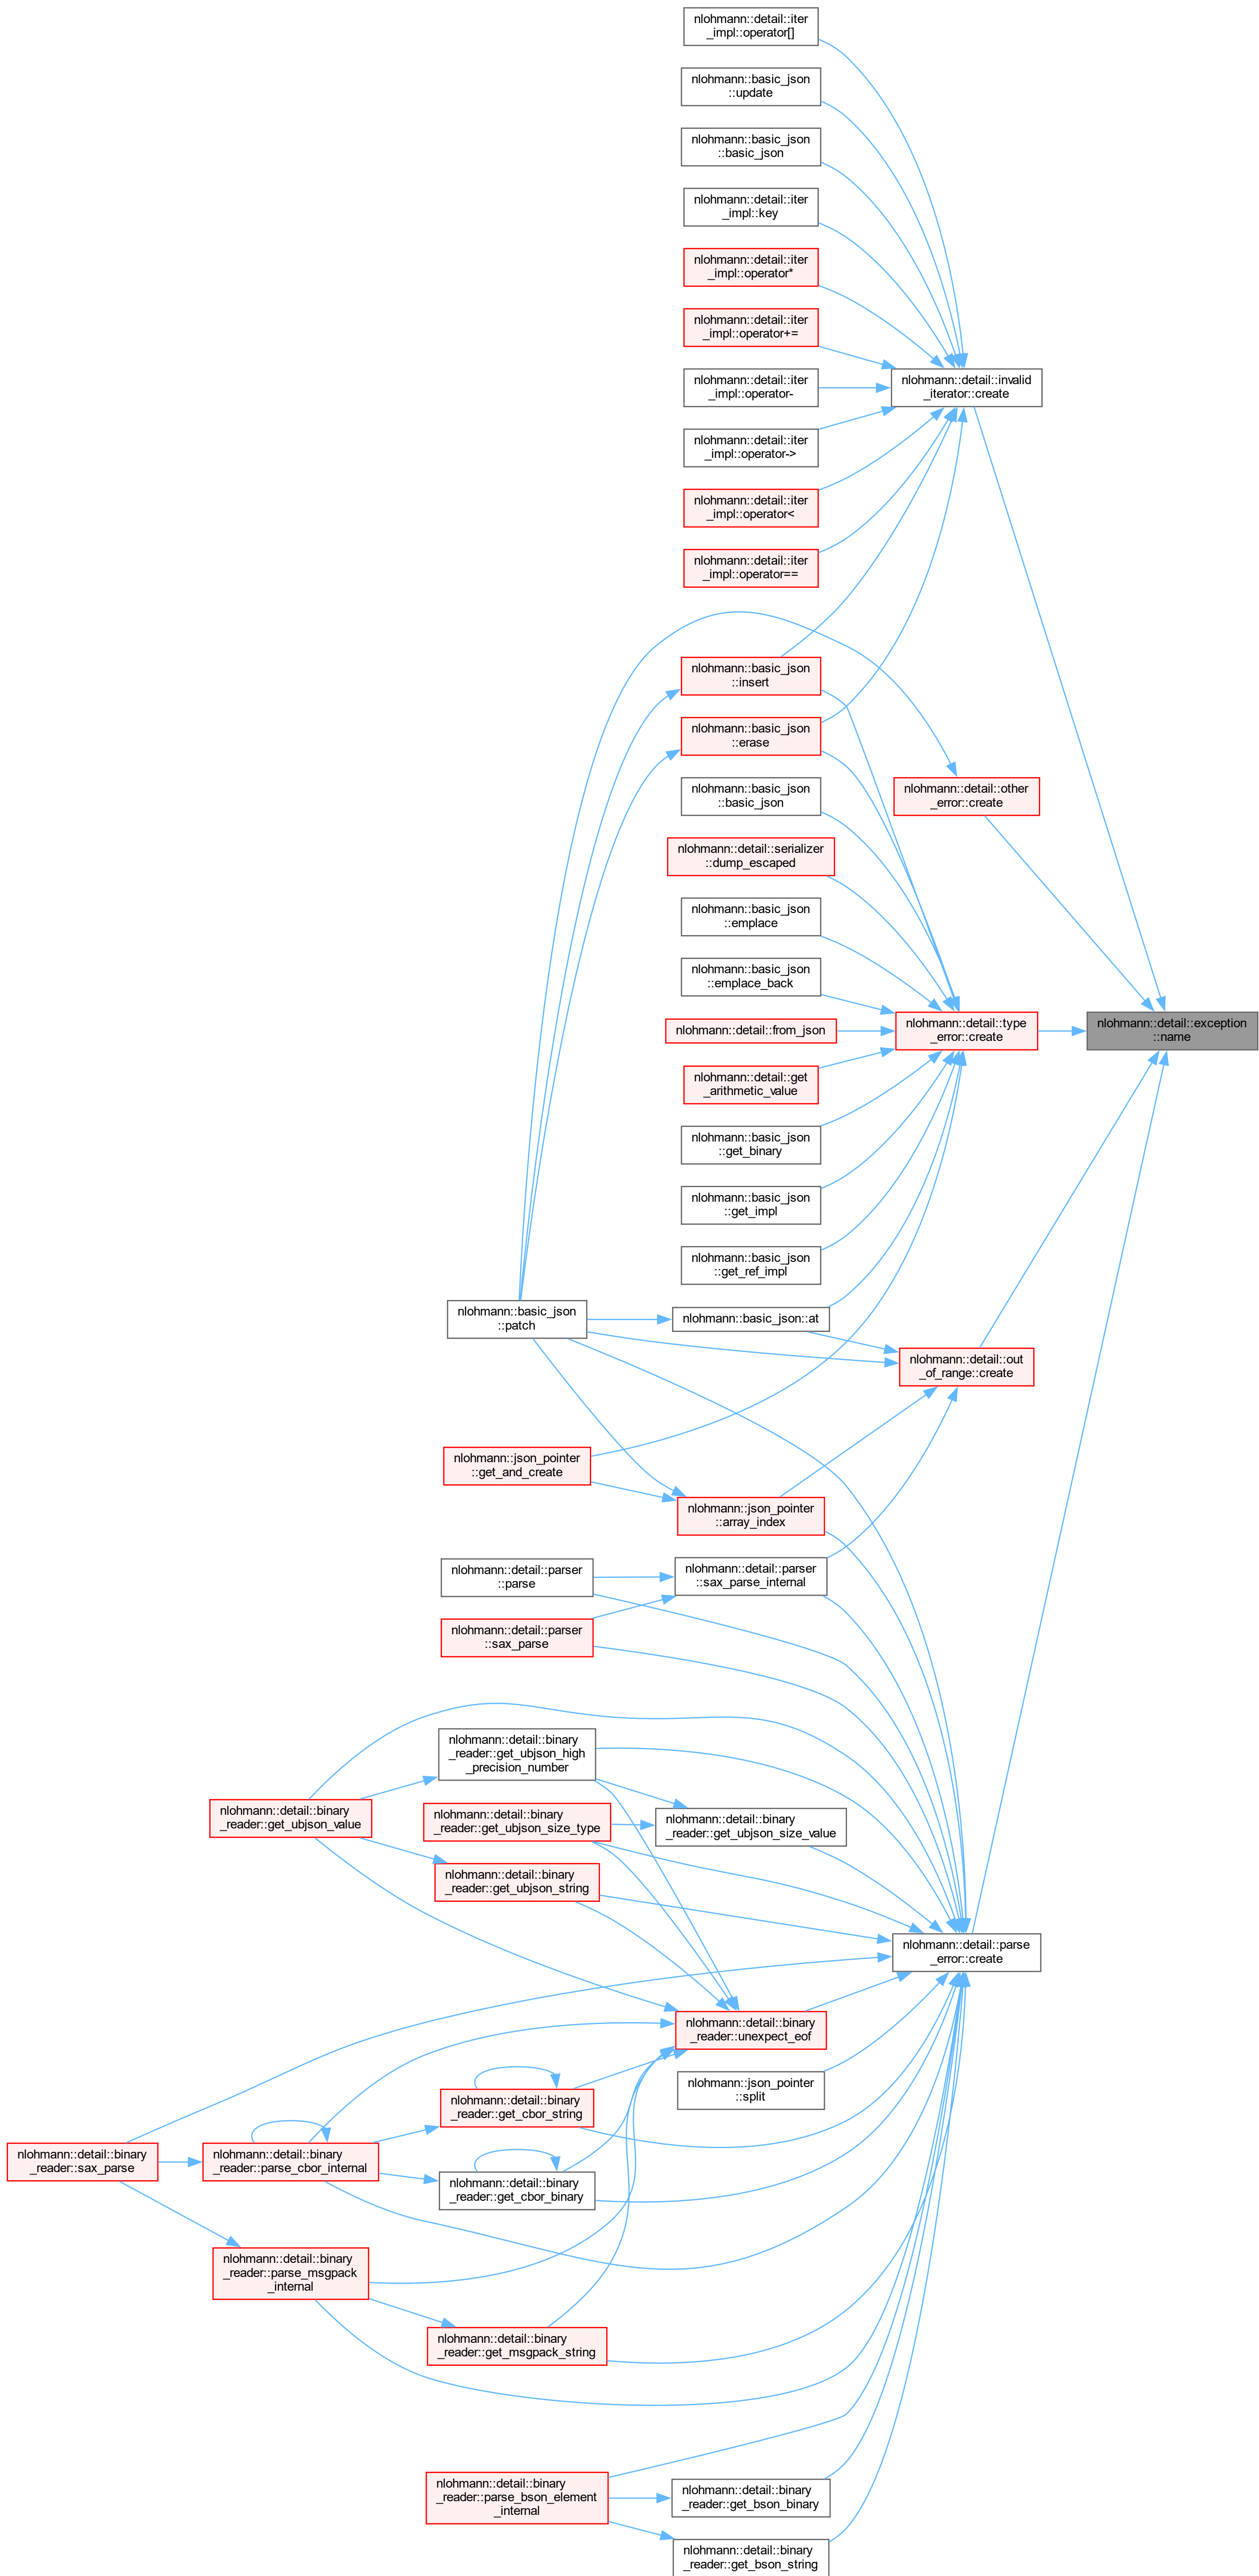 nlohmann::detail::iter
_impl::operator[]
nlohmann::basic_json
::update
nlohmann::basic_json
::basic_json
nlohmann::detail::iter
_impl::key
nlohmann::detail::iter
_impl::operator*
nlohmann::detail::iter
_impl::operator+=
nlohmann::detail::invalid
_iterator::create
nlohmann::detail::iter
_impl::operator-
nlohmann::detail::iter
_impl::operator->
nlohmann::detail::iter
_impl::operator<
nlohmann::detail::iter
_impl::operator==
nlohmann::basic_json
::insert
nlohmann::basic_json
::erase
nlohmann::basic_json
::basic_json
nlohmann::detail::other
_error::create
nlohmann::detail::serializer
::dump_escaped
nlohmann::basic_json
::emplace
nlohmann::basic_json
::emplace_back
nlohmann::detail::from_json
nlohmann::detail::type
_error::create
nlohmann::detail::exception
::name
nlohmann::detail::get
_arithmetic_value
nlohmann::basic_json
::get_binary
nlohmann::basic_json
::get_impl
nlohmann::basic_json
::get_ref_impl
nlohmann::basic_json
::patch
nlohmann::basic_json::at
nlohmann::detail::out
_of_range::create
nlohmann::json_pointer
::get_and_create
nlohmann::json_pointer
::array_index
nlohmann::detail::parser
::parse
nlohmann::detail::parser
::sax_parse_internal
nlohmann::detail::parser
::sax_parse
nlohmann::detail::binary
_reader::get_ubjson_high
_precision_number
nlohmann::detail::binary
_reader::get_ubjson_value
nlohmann::detail::binary
_reader::get_ubjson_size_type
nlohmann::detail::binary
_reader::get_ubjson_size_value
nlohmann::detail::binary
_reader::get_ubjson_string
nlohmann::detail::parse
_error::create
nlohmann::detail::binary
_reader::unexpect_eof
nlohmann::json_pointer
::split
nlohmann::detail::binary
_reader::get_cbor_string
nlohmann::detail::binary
_reader::sax_parse
nlohmann::detail::binary
_reader::parse_cbor_internal
nlohmann::detail::binary
_reader::get_cbor_binary
nlohmann::detail::binary
_reader::parse_msgpack
_internal
nlohmann::detail::binary
_reader::get_msgpack_string
nlohmann::detail::binary
_reader::parse_bson_element
_internal
nlohmann::detail::binary
_reader::get_bson_binary
nlohmann::detail::binary
_reader::get_bson_string